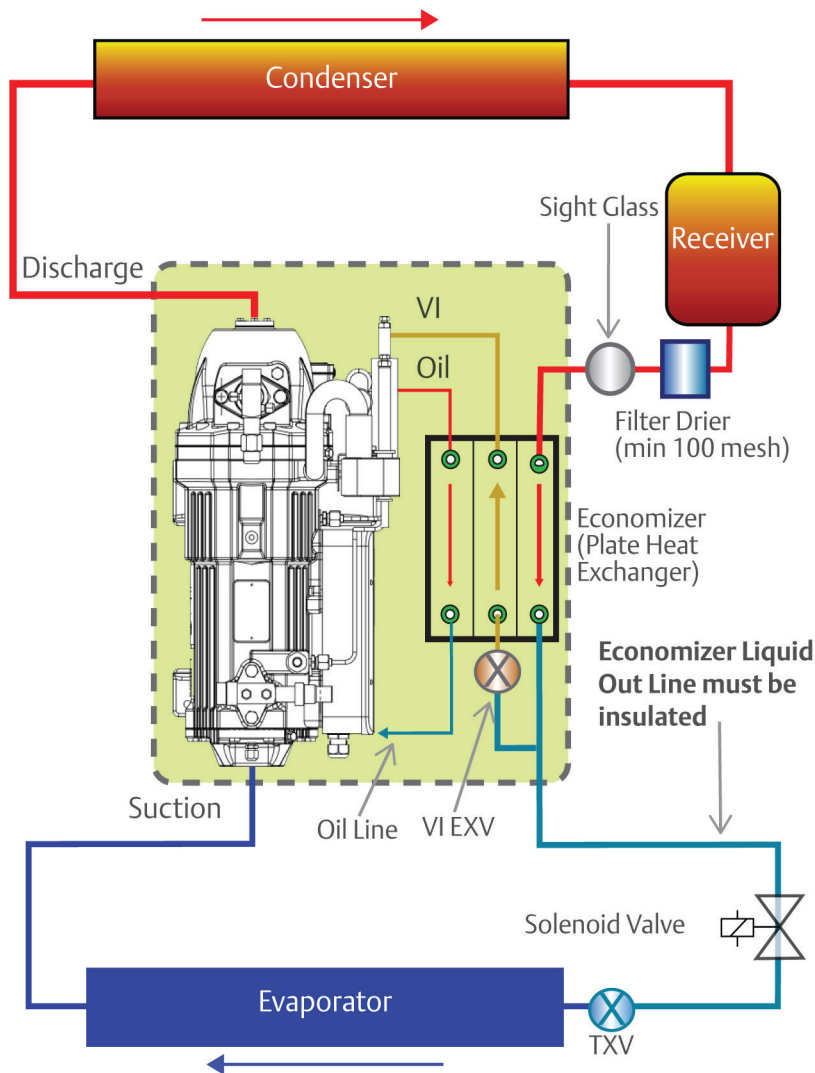 Condenser
Sight Glass
Receiver
Discharge
VI
Oil
Filter Drier
(min 100 mesh)
Economizer
(Plate Heat
Exchanger)
Economizer Liquid
Out Line must be
insulated
Suction
Oil Line
VI EXV
Solenoid Valve
Evaporator
TXV